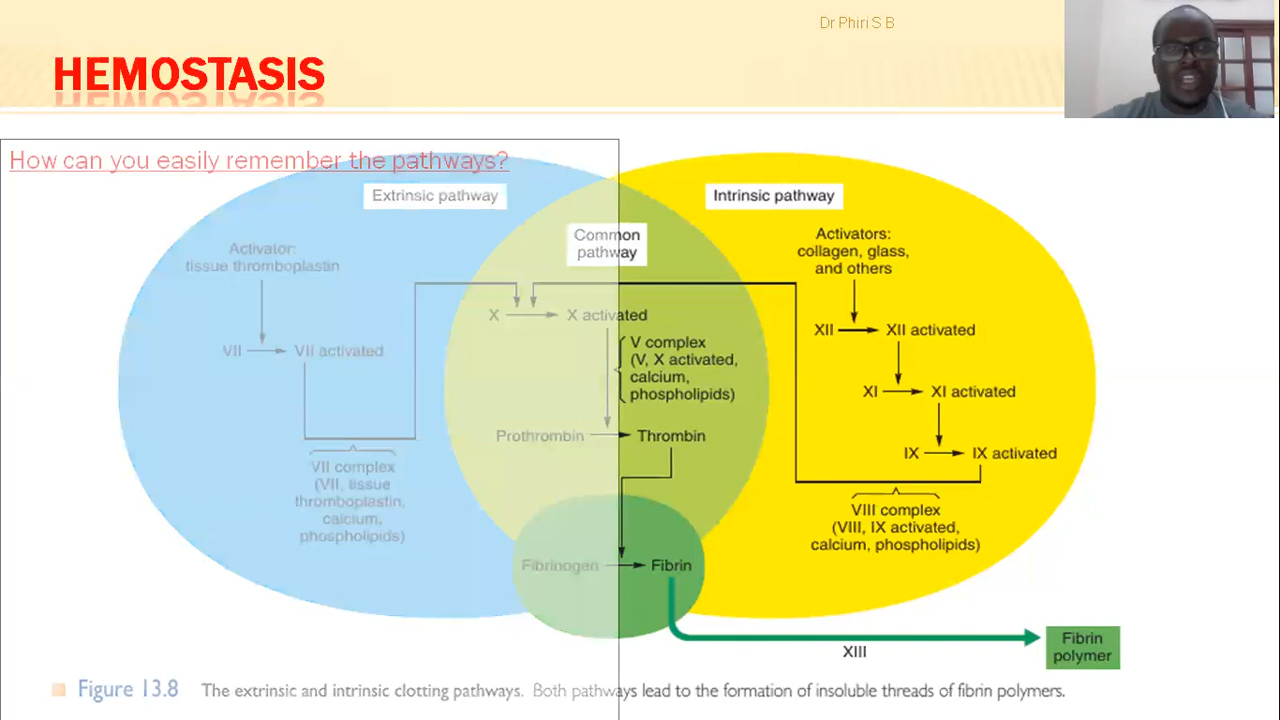 Dr Phiri S B
HEMOSTASIS
How can you easily remember the pathways?
Extrinsic pathway
Activator:
tissue thromboplastin
VII
VII activated
VII complex
(VII, tissue
thromboplastin,
calcium,
phospholipids)
Common
pathway
X
X activated
V complex
(V, X activated,
calcium,
phospholipids)
Prothrombin
Thrombin
Fibrinogen
Fibrin
Intrinsic pathway
Activators:
collagen, glass,
and others
XII
XII activated
XI
XI activated
IX
IX activated
VIII complex
(VIII, IX activated,
calcium, phospholipids)
XIII
Fibrin
polymer
Figure 13.8 The extrinsic and intrinsic clotting pathways. Both pathways lead to the formation of insoluble threads of fibrin polymers.